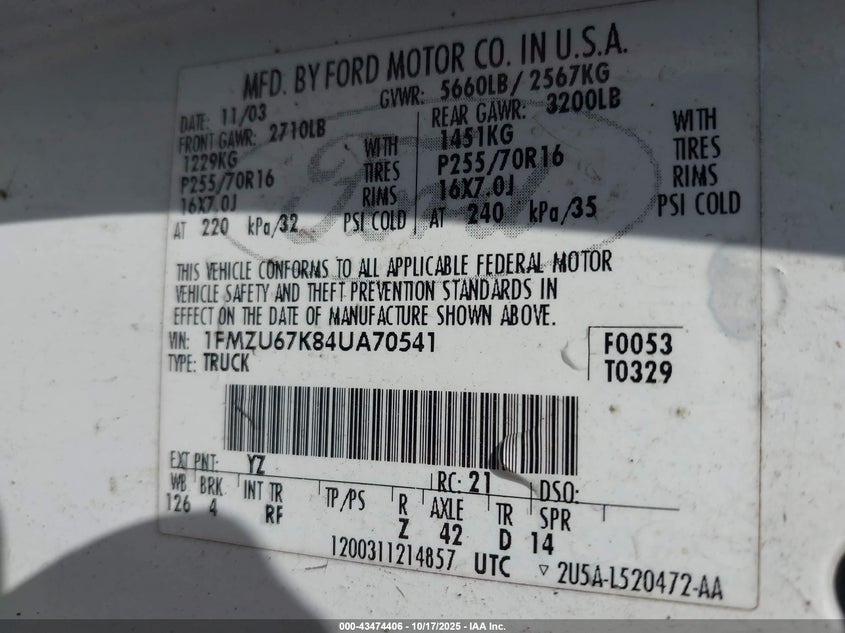 MFD. BY FORD MOTOR CO. IN U.S.A.
DATE: 11/03 GVWR: 5660LB/ 2567KG
FRONT GAWR: 2710LB REAR GAWR: 3200LB
1229KG WITH 1451KG WITH
P255/70R16 TIRES P255/70R16 TIRES
16X7.0J RIMS 16X7.0J RIMS
AT 220 kPa/32 PSI COLD AT 240 kPa/35 PSI COLD
Ford
THIS VEHICLE CONFORMS TO ALL APPLICABLE FEDERAL MOTOR
VEHICLE SAFETY AND THEFT PREVENTION STANDARDS IN
EFFECT ON THE DATE OF MANUFACTURE SHOWN ABOVE.
VIN: 1FMZU67K84UA70541 F0053
TYPE: TRUCK T0329
EXT PNT: YZ RC: 21 DSO:
WB BRK INT TR TP/PS R AXLE TR SPR
126 4 RF Z 42 D 14
1200311214857 UTC ▽ 2U5A-L520472-AA
000-43474406 - 10/17/2025 - IAA Inc.